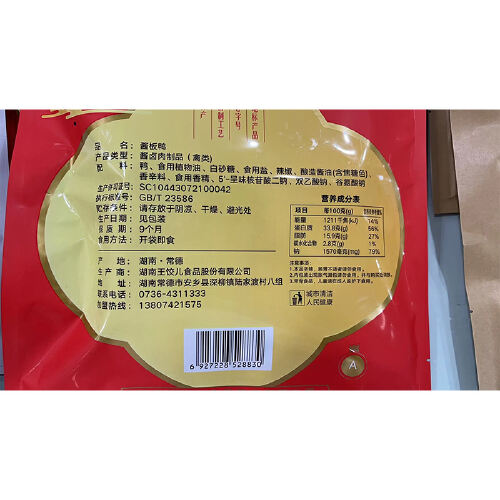 品 名：酱板鸭
产品类型：酱卤肉制品（禽类）
配 料：鸭、食用植物油、白砂糖、食用盐、辣椒、酿造酱油(含焦糖色)、
香辛料、食用香精、5'-呈味核苷酸二钠、双乙酸钠、谷氨酸钠
生产许可证号：SC10443072100042
执行标准号：GB/T 23586
贮存条件：请存放于阴凉、干燥、避光处
生产日期：见包装
保 质 期：9个月
食用方法：开袋即食
产 地：湖南·常德
生 产 商：湖南王饺儿食品股份有限公司
地 址：湖南常德市安乡县深柳镇陆家渡村八组
联系电话：0736-4311333
加盟热线：13807421575
营养成分表
项目 每100克(g)
能量 1211千焦(kJ) 14%
蛋白质 33.8克(g) 56%
脂肪 15.9克(g) 27%
碳水化合物 2.8克(g) 1%
钠 1570毫克(mg) 79%
注意事项：
城市清洁
人民健康
6 927228 528830
A